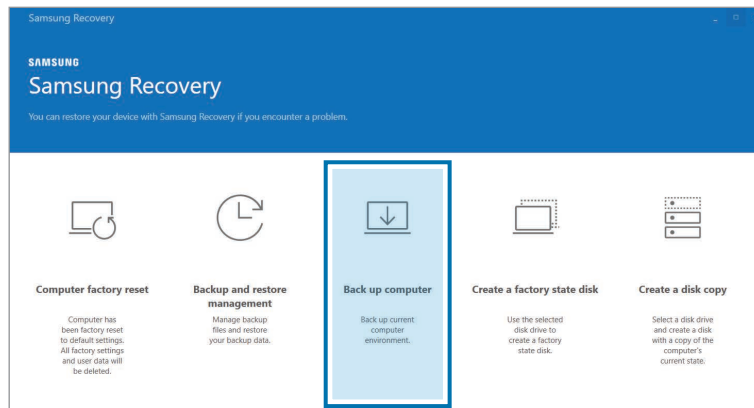 Samsung Recovery
SAMSUNG
Samsung Recovery
You can restore your device with Samsung Recovery if you encounter a problem.
Computer factory reset
Computer has
been factory reset
to default settings.
All factory settings
and user data will
be deleted.
Backup and restore
management
Manage backup
files and restore
your backup data.
Back up computer
Back up current
computer
environment.
Create a factory state disk
Use the selected
disk drive to
create a factory
state disk.
Create a disk copy
Select a disk drive
and create a disk
with a copy of the
computer's
current state.